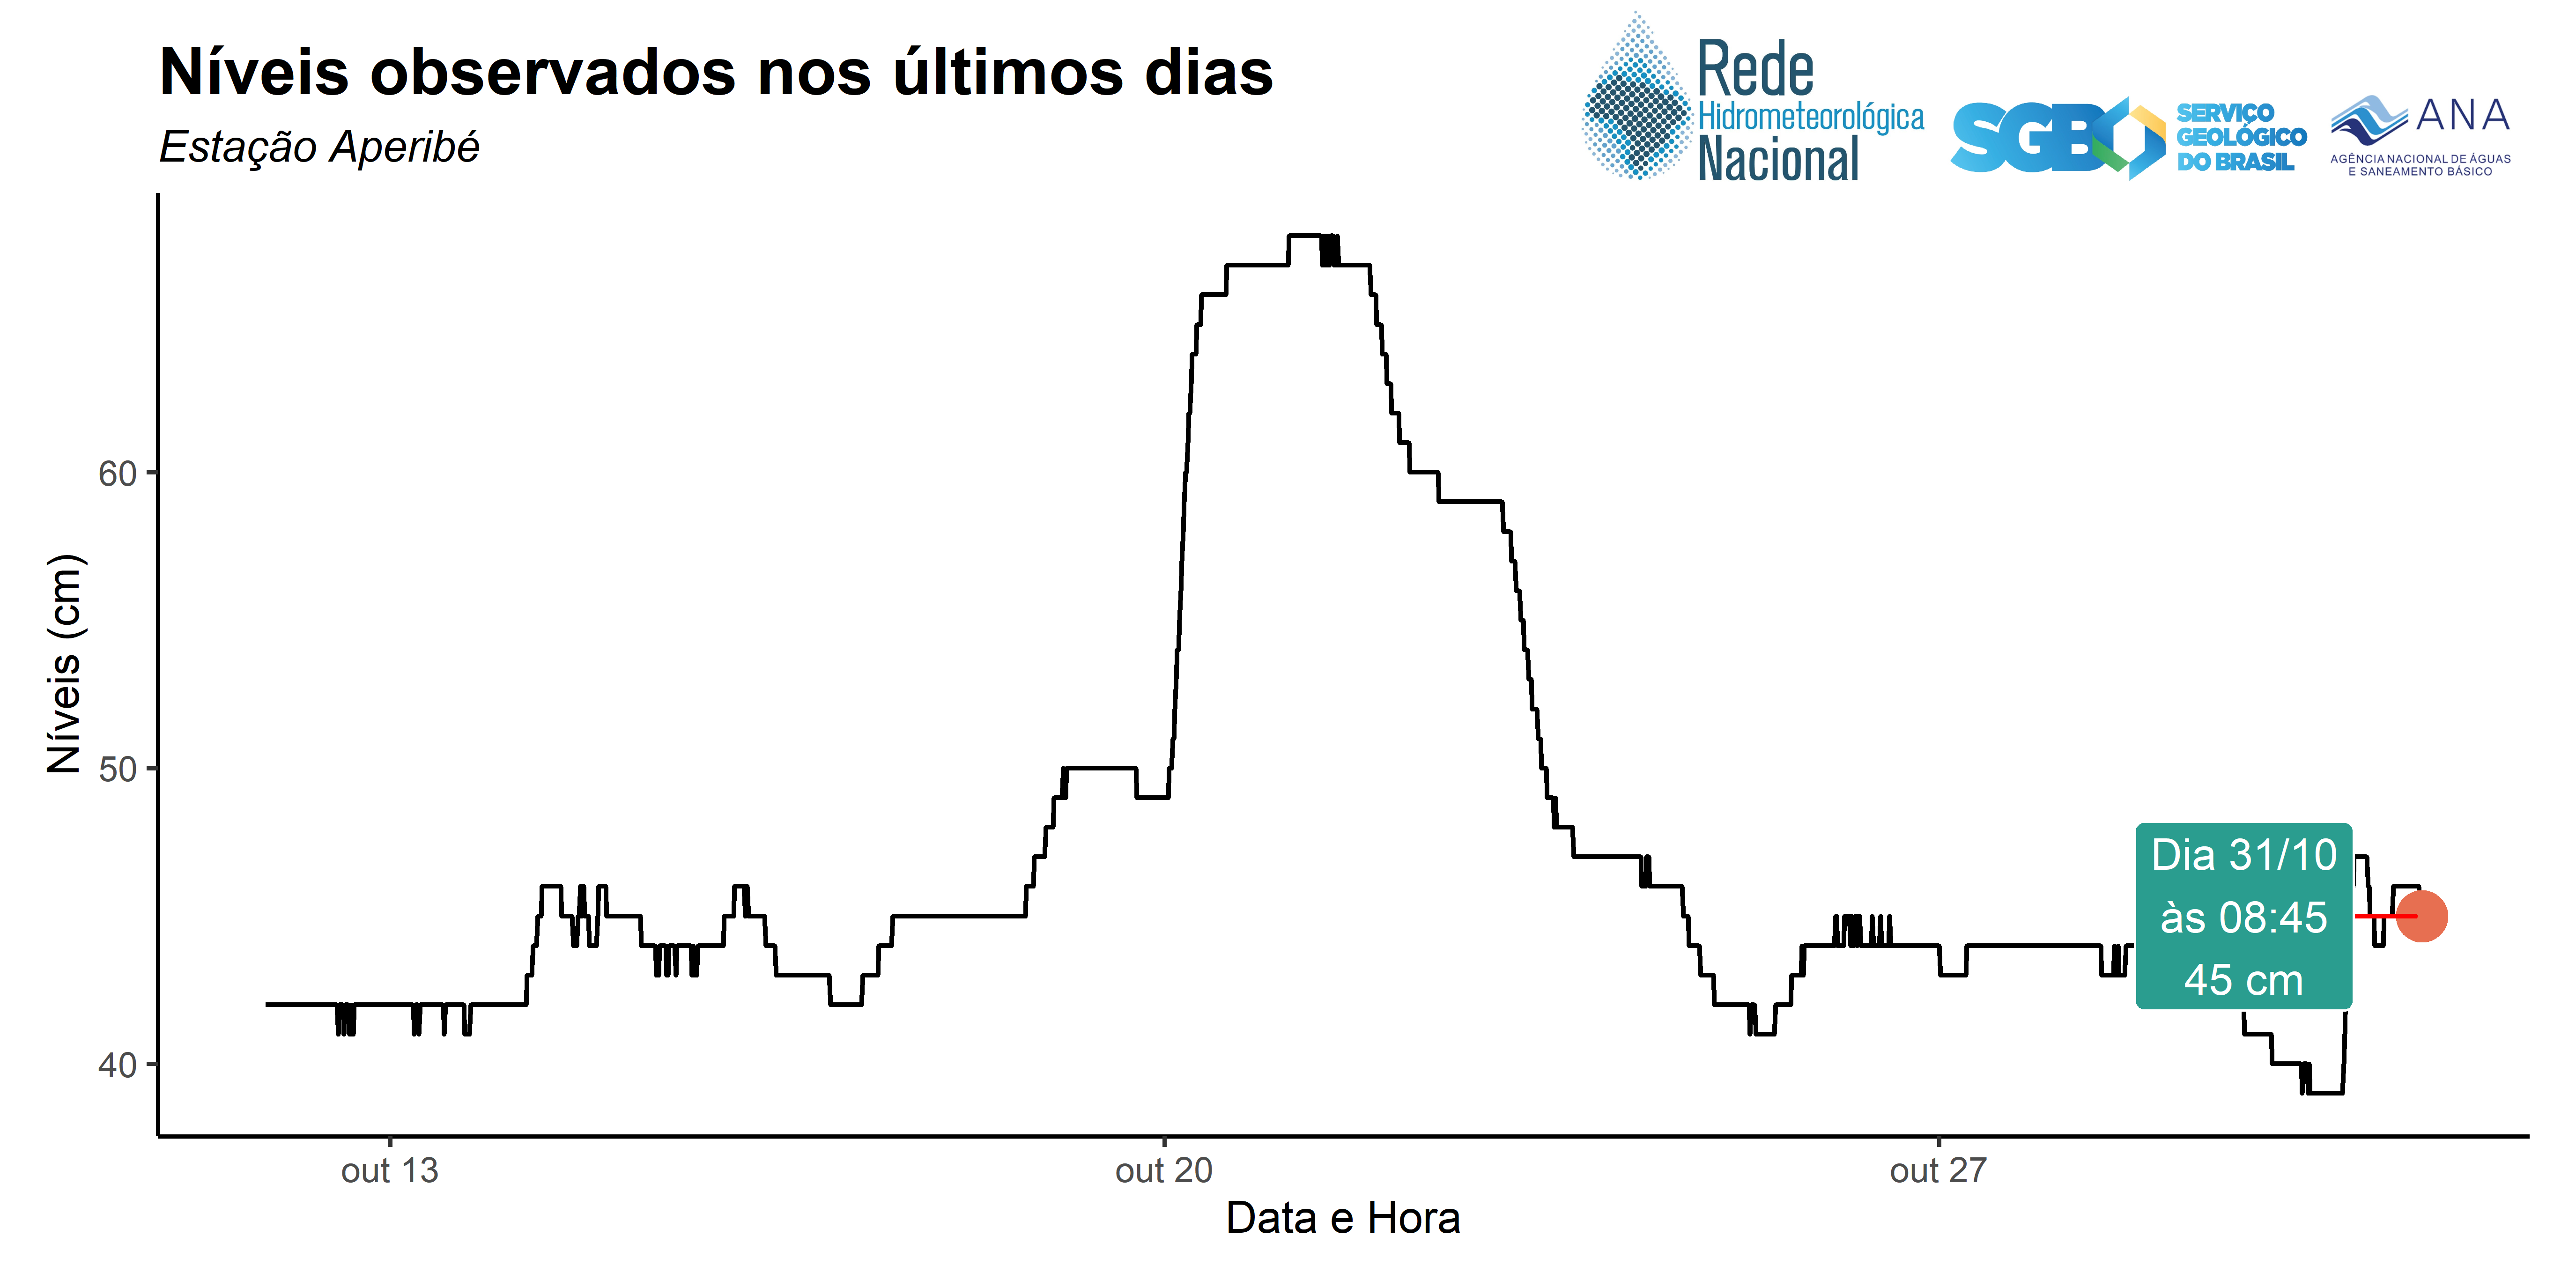 Níveis observados nos últimos dias
Estação Aperibé
Rede
Hidrometeorológica
Nacional
SGB
SERVIÇO
GEOLÓGICO
DO BRASIL
ANA
AGÊNCIA NACIONAL DE ÁGUAS
E SANEAMENTO BÁSICO
Níveis (cm)
60
50
40
Dia 31/10
às 08:45
45 cm
out 13
out 20
out 27
Data e Hora